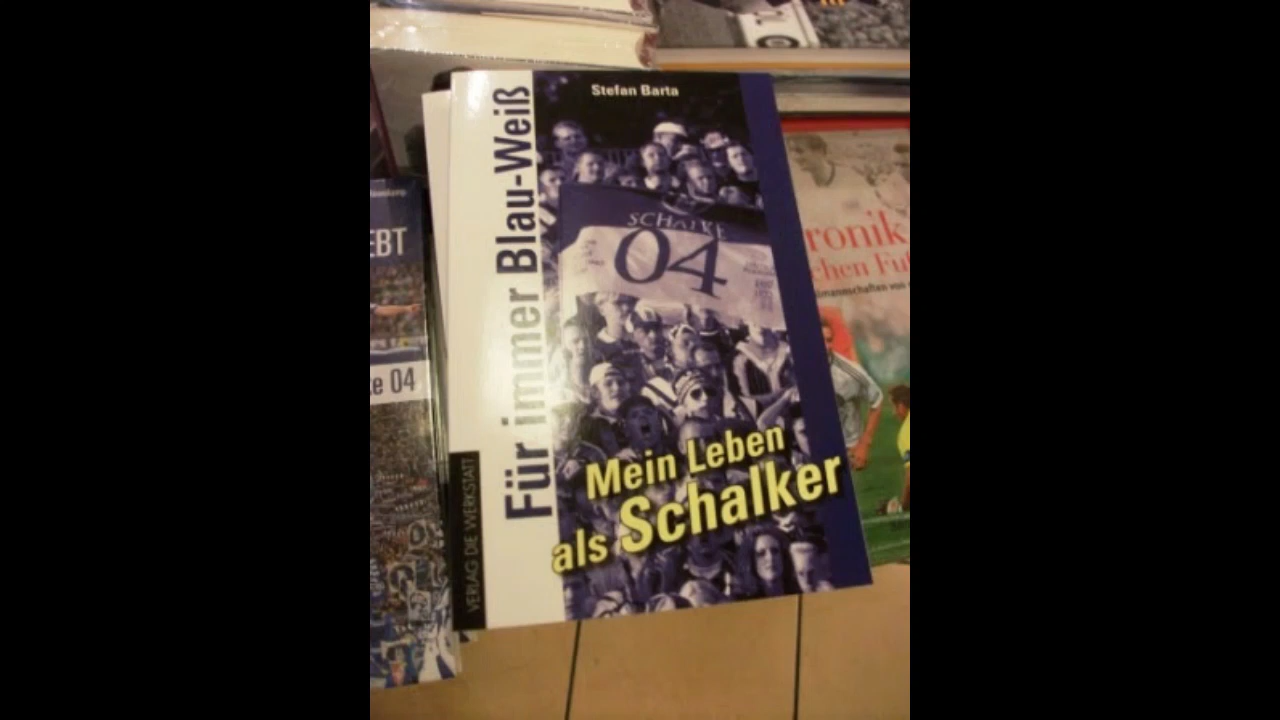 Stefan Barta
Für immer Blau-Weiß
SCHALKE
04
Mein Leben
als Schalker
VERLAG DIE WERKSTATT
EBT
e 04
ronik
chen Fu